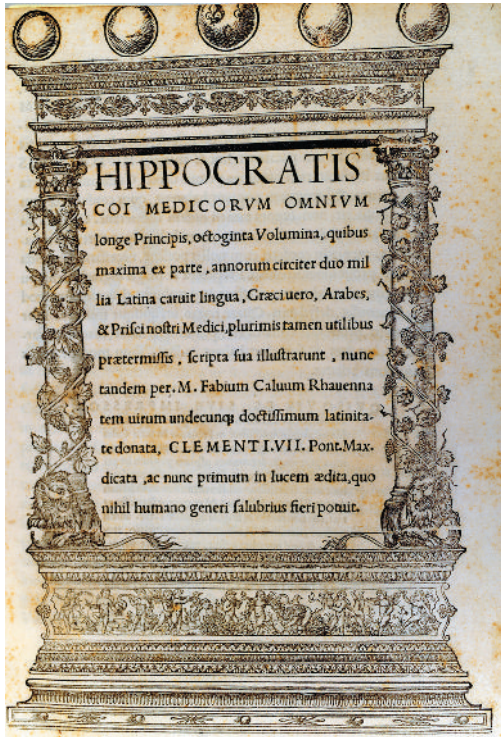 HIPPOCRATIS
COI MEDICORVM OMNIVM
longe Principis, octoginta Volumina, quibus
maxima ex parte, annorum circiter duo mil
lia Latina caruit lingua, Græci uero, Arabes,
& Prisci nostri Medici, plurimis tamen utilibus
prætermissis, scripta sua illustrarunt, nunc
tandem per. M. Fabium Caluum Rhauenna
tem uirum undecunq; doctissimum latinita-
te donata, CLEMENTI.VII. Pont.Max.
dicata, ac nunc primum in lucem ædita, quo
nihil humano generi salubrius fieri potuit.